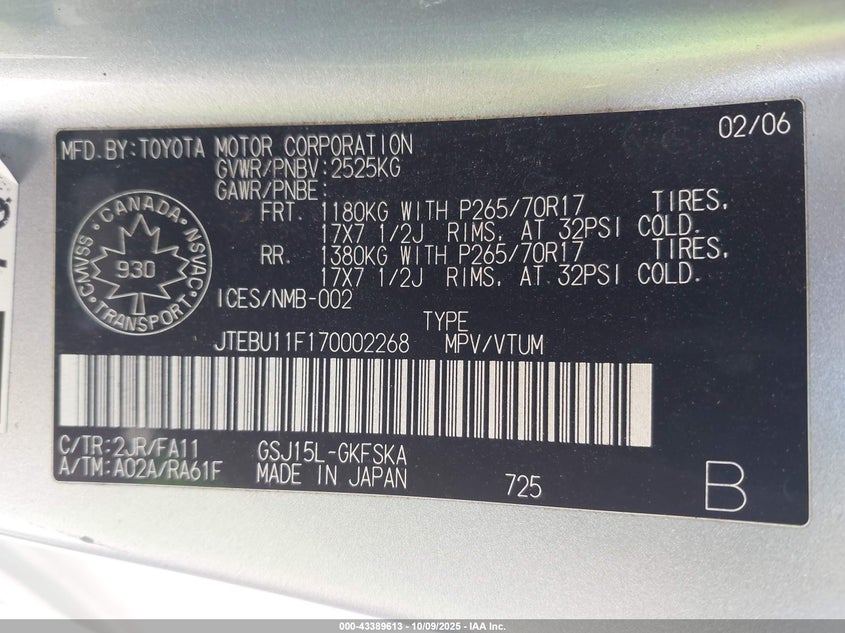 02/06
MFD.BY:TOYOTA MOTOR CORPORATION
GVWR/PNBV:2525KG
GAWR/PNBE:
FRT. 1180KG WITH P265/70R17 TIRES,
17X7 1/2J RIMS, AT 32PSI COLD.
RR. 1380KG WITH P265/70R17 TIRES,
17X7 1/2J RIMS, AT 32PSI COLD.
ICES/NMB-002
CANADA
CMVSS · NSVAC
930
TRANSPORT
TYPE
JTEBU11F170002268 MPV/VTUM
C/TR:2JR/FA11 GSJ15L-GKFSKA
A/TM:A02A/RA61F MADE IN JAPAN 725
B
000-43389613 - 10/09/2025 - IAA Inc.